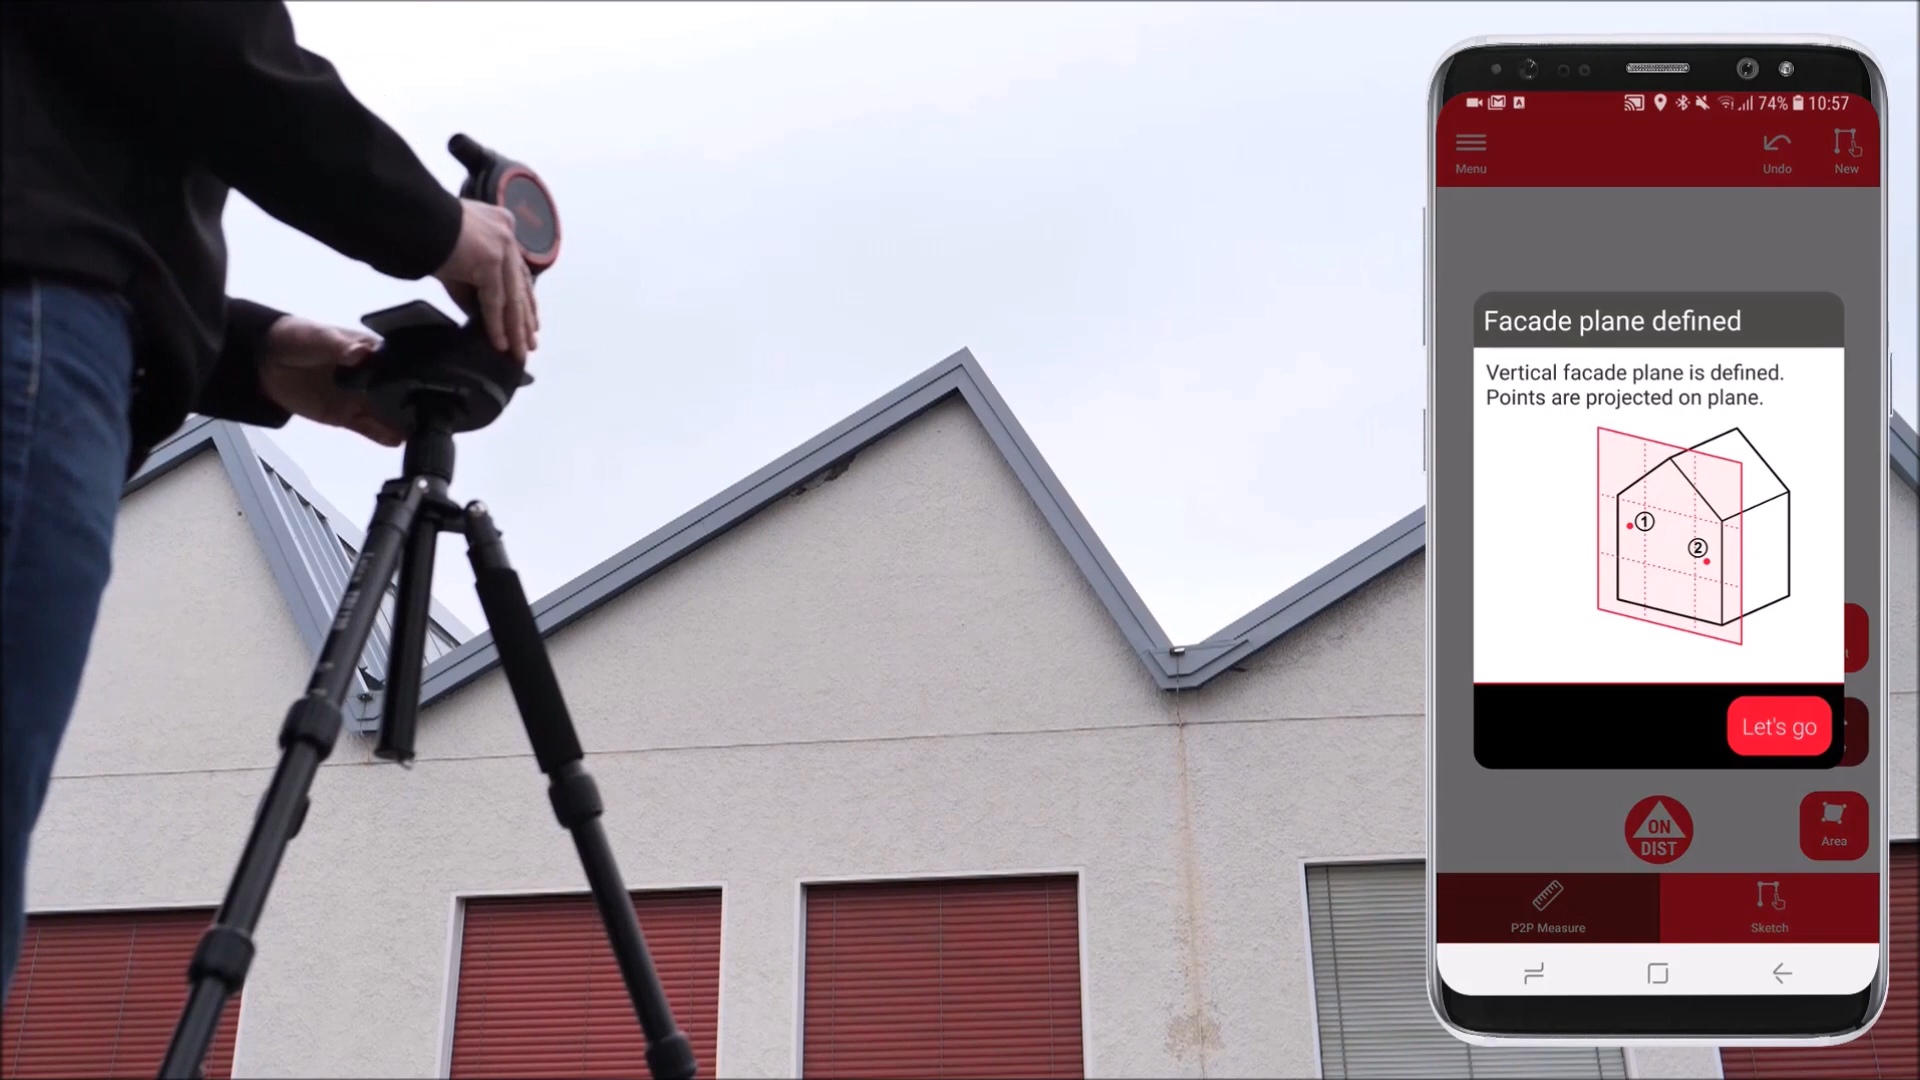 74% 10:57
Menu
Undo
New
Facade plane defined
Vertical facade plane is defined.
Points are projected on plane.
1
2
Let's go
ON
DIST
Area
P2P Measure
Sketch